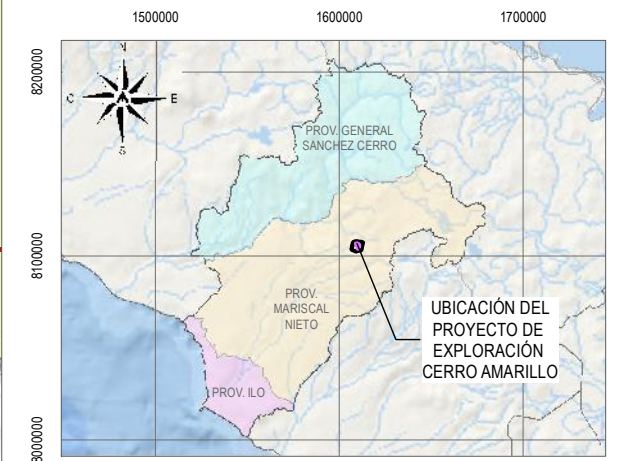 1500000
1600000
1700000
8200000
8100000
8000000
N
E
S
PROV. GENERAL
SANCHEZ CERRO
PROV.
MARISCAL
NIETO
PROV. ILO
UBICACIÓN DEL
PROYECTO DE
EXPLORACIÓN
CERRO AMARILLO